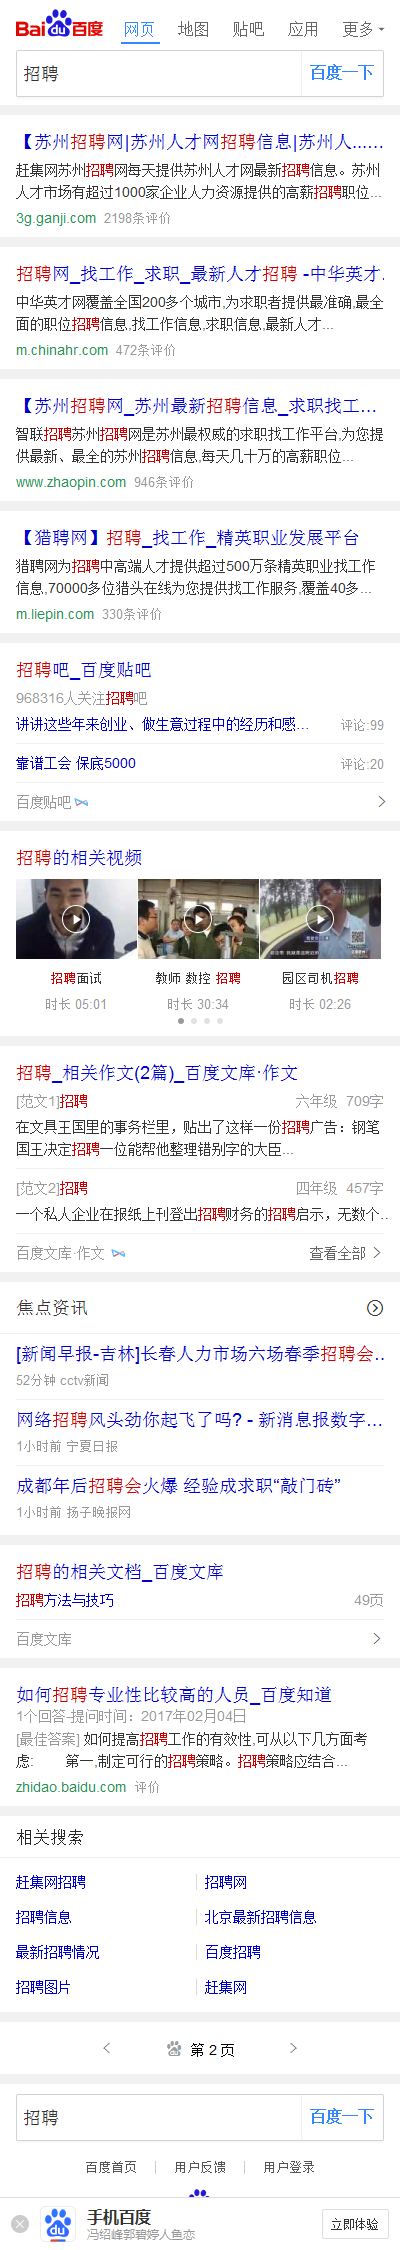 Bai du 百度 网页 地图 贴吧 应用 更多
招聘 百度一下
【苏州招聘网|苏州人才网招聘信息|苏州人...…
赶集网苏州招聘网每天提供苏州人才网最新招聘信息。苏州
人才市场有超过1000家企业人力资源提供的高薪招聘职位...
3g.ganji.com 2198条评价
招聘网_找工作_求职_最新人才招聘 -中华英才.
中华英才网覆盖全国200多个城市,为求职者提供最准确,最全
面的职位招聘信息,找工作信息,求职信息,最新人才...
m.chinahr.com 472条评价
【苏州招聘网_苏州最新招聘信息_求职找工...
智联招聘苏州招聘网是苏州最权威的求职找工作平台,为您提
供最新、最全的苏州招聘信息,每天几十万的高薪职位...
www.zhaopin.com 946条评价
【猎聘网】招聘_找工作_精英职业发展平台
猎聘网为招聘中高端人才提供超过500万条精英职业找工作
信息,70000多位猎头在线为您提供找工作服务,覆盖40多...
m.liepin.com 330条评价
招聘吧_百度贴吧
968316人关注招聘吧
讲讲这些年来创业、做生意过程中的经历和感... 评论:99
靠谱工会 保底5000 评论:20
百度贴吧
招聘的相关视频
招聘面试 教师 数控 招聘 园区司机招聘
时长 05:01 时长 30:34 时长 02:26
招聘_相关作文(2篇)_百度文库·作文
[范文1]招聘 六年级 709字
在文具王国里的事务栏里，贴出了这样一份招聘广告：钢笔
国王决定招聘一位能帮他整理错别字的大臣...
[范文2]招聘 四年级 457字
一个私人企业在报纸上刊登出招聘财务的招聘启示，无数个..
百度文库·作文 查看全部
焦点资讯
[新闻早报-吉林]长春人力市场六场春季招聘会..
52分钟 cctv新闻
网络招聘风头劲你起飞了吗? - 新消息报数字...
1小时前 宁夏日报
成都年后招聘会火爆 经验成求职“敲门砖”
1小时前 扬子晚报网
招聘的相关文档_百度文库
招聘方法与技巧 49页
百度文库
如何招聘专业性比较高的人员_百度知道
1个回答-提问时间：2017年02月04日
[最佳答案] 如何提高招聘工作的有效性,可从以下几方面考
虑: 第一,制定可行的招聘策略。招聘策略应结合...
zhidao.baidu.com 评价
相关搜索
赶集网招聘 招聘网
招聘信息 北京最新招聘信息
最新招聘情况 百度招聘
招聘图片 赶集网
第 2 页
招聘 百度一下
百度首页 用户反馈 用户登录
du 手机百度 立即体验
冯绍峰郭碧婷人鱼恋